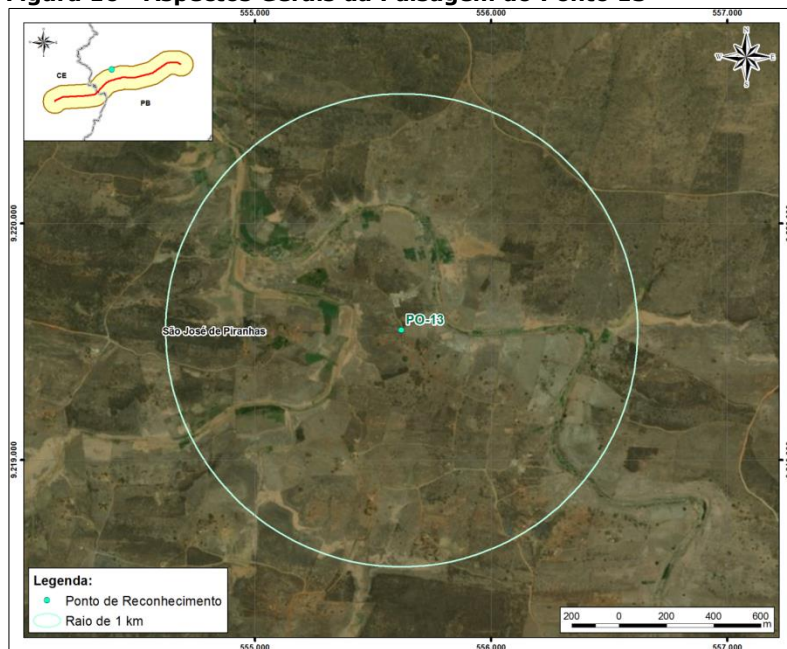 Figura - Aspectos Gerais da Paisagem do Ponto
555.000 556.000 557.000
CE
PB
N
W E
S
9.220.000
PO-13
São José de Piranhas
9.219.000
Legenda:
Ponto de Reconhecimento
Raio de 1 km
200 0 200 400 600
m
555.000 556.000 557.000